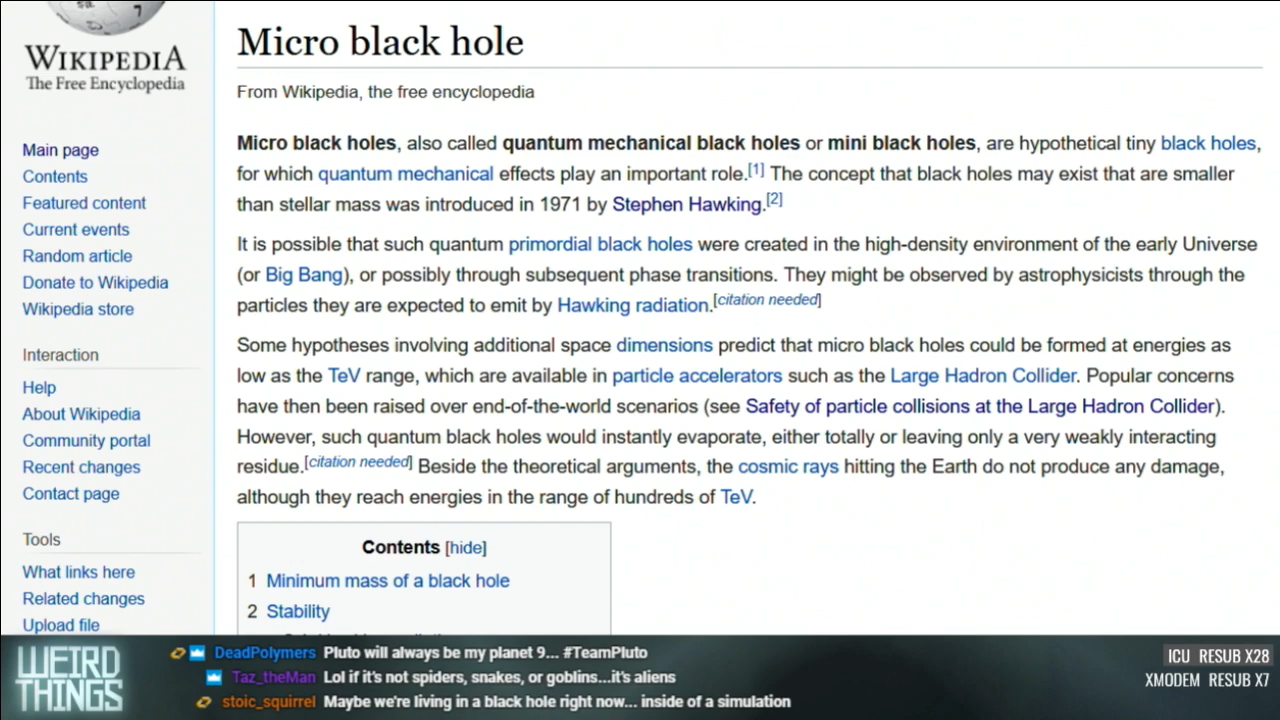 WIKIPEDIA
The Free Encyclopedia
Main page
Contents
Featured content
Current events
Random article
Donate to Wikipedia
Wikipedia store
Interaction
Help
About Wikipedia
Community portal
Recent changes
Contact page
Tools
What links here
Related changes
Upload file
Micro black hole
From Wikipedia, the free encyclopedia
Micro black holes, also called quantum mechanical black holes or mini black holes, are hypothetical tiny black holes,
for which quantum mechanical effects play an important role.[1] The concept that black holes may exist that are smaller
than stellar mass was introduced in 1971 by Stephen Hawking.[2]
It is possible that such quantum primordial black holes were created in the high-density environment of the early Universe
(or Big Bang), or possibly through subsequent phase transitions. They might be observed by astrophysicists through the
particles they are expected to emit by Hawking radiation.[citation needed]
Some hypotheses involving additional space dimensions predict that micro black holes could be formed at energies as
low as the TeV range, which are available in particle accelerators such as the Large Hadron Collider. Popular concerns
have then been raised over end-of-the-world scenarios (see Safety of particle collisions at the Large Hadron Collider).
However, such quantum black holes would instantly evaporate, either totally or leaving only a very weakly interacting
residue.[citation needed] Beside the theoretical arguments, the cosmic rays hitting the Earth do not produce any damage,
although they reach energies in the range of hundreds of TeV.
Contents [hide]
1 Minimum mass of a black hole
2 Stability
WEIRD
THINGS
DeadPolymers Pluto will always be my planet 9... #TeamPluto
Taz_theMan Lol if it's not spiders, snakes, or goblins...it's aliens
stoic_squirrel Maybe we're living in a black hole right now... inside of a simulation
ICU RESUB X28
XMODEM RESUB X7